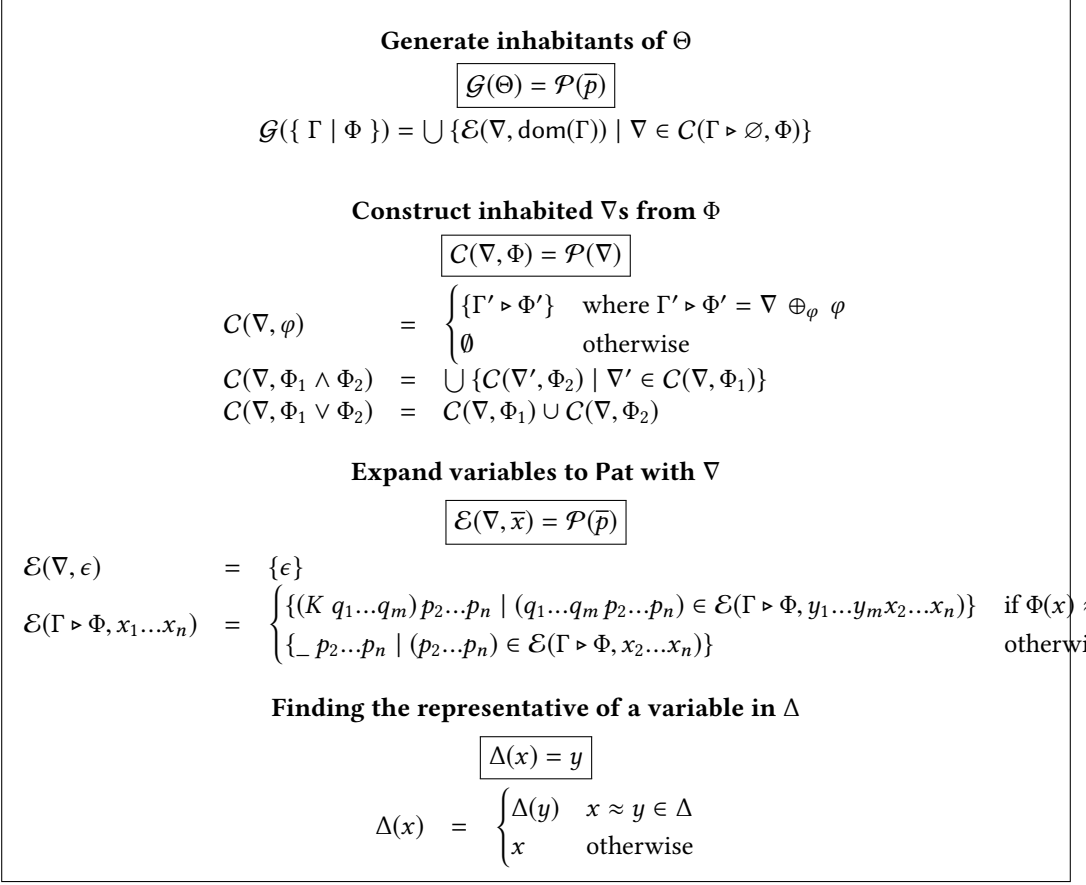 Generate inhabitants of Θ
𝒢(Θ) = 𝒫(p̅)
𝒢({ Γ | Φ }) = ⋃ {ℰ(∇, dom(Γ)) | ∇ ∈ 𝒞(Γ ▹ ∅, Φ)}
Construct inhabited ∇s from Φ
𝒞(∇, Φ) = 𝒫(∇)
𝒞(∇, φ) = { {Γ′ ▹ Φ′} where Γ′ ▹ Φ′ = ∇ ⊕φ φ
∅ otherwise
𝒞(∇, Φ₁ ∧ Φ₂) = ⋃ {𝒞(∇′, Φ₂) | ∇′ ∈ 𝒞(∇, Φ₁)}
𝒞(∇, Φ₁ ∨ Φ₂) = 𝒞(∇, Φ₁) ∪ 𝒞(∇, Φ₂)
Expand variables to Pat with ∇
ℰ(∇, x̅) = 𝒫(p̅)
ℰ(∇, ϵ) = {ϵ}
ℰ(Γ ▹ Φ, x₁...xₙ) = { {(K q₁...qₘ) p₂...pₙ | (q₁...qₘ p₂...pₙ) ∈ ℰ(Γ ▹ Φ, y₁...yₘx₂...xₙ)} if Φ(x)
{_ p₂...pₙ | (p₂...pₙ) ∈ ℰ(Γ ▹ Φ, x₂...xₙ)}
Finding the representative of a variable in Δ
Δ(x) = y
Δ(x) = { Δ(y) x ≈ y ∈ Δ
x otherwise